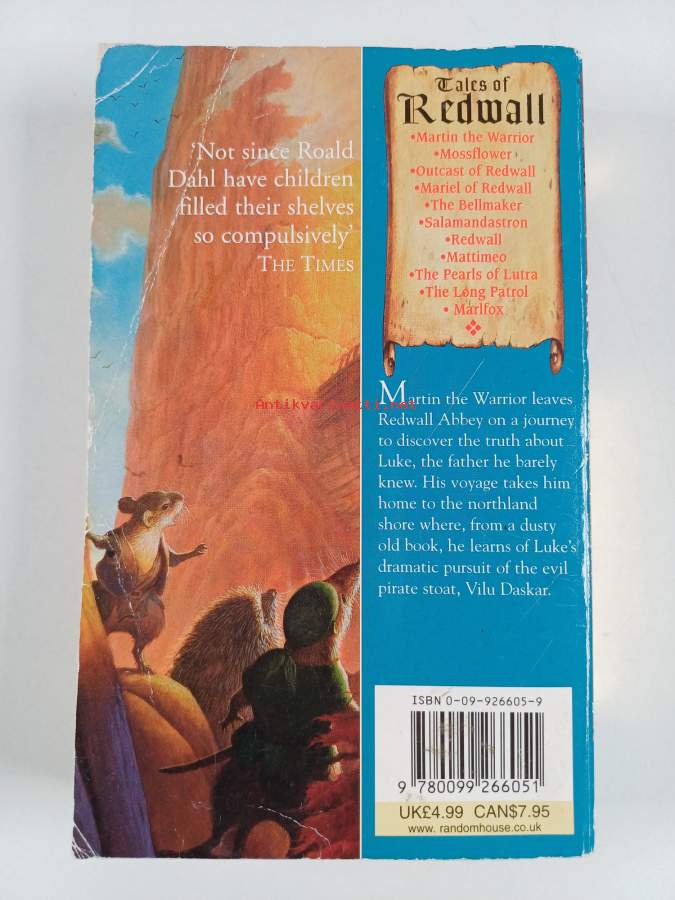 'Not since Roald
Dahl have children
filled their shelves
so compulsively'
THE TIMES
Tales of
Redwall
•Martin the Warrior
•Mossflower
•Outcast of Redwall
•Mariel of Redwall
•The Bellmaker
•Salamandastron
•Redwall
•Mattimeo
•The Pearls of Lutra
•The Long Patrol
• Marlfox
Antikvariaatti.net
Martin the Warrior leaves
Redwall Abbey on a journey
to discover the truth about
Luke, the father he barely
knew. His voyage takes him
home to the northland
shore where, from a dusty
old book, he learns of Luke's
dramatic pursuit of the evil
pirate stoat, Vilu Daskar.
ISBN 0-09-926605-9
9 780099 266051
UK£4.99 CAN$7.95
www.randomhouse.co.uk